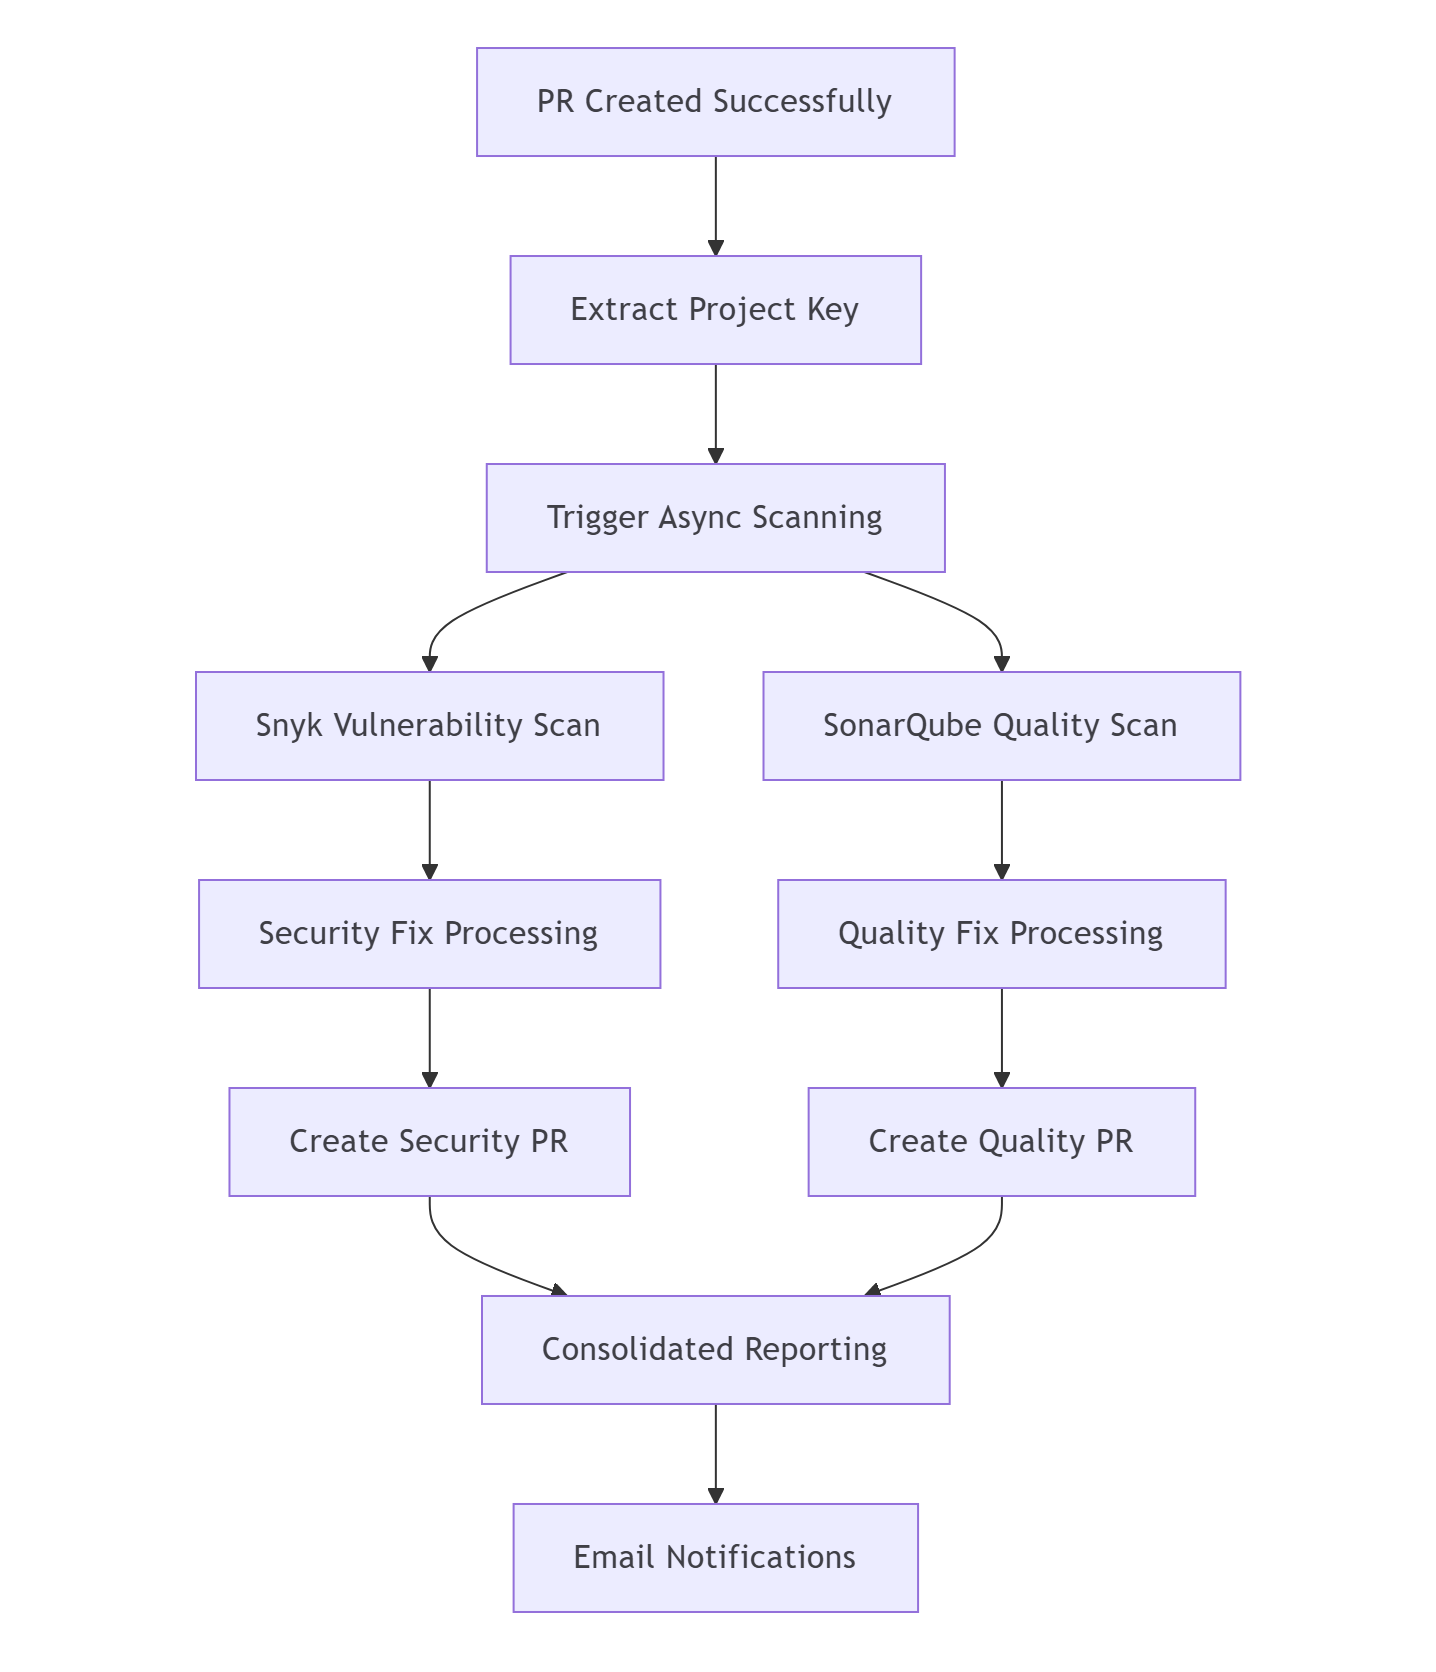 PR Created Successfully
Extract Project Key
Trigger Async Scanning
Snyk Vulnerability Scan
SonarQube Quality Scan
Security Fix Processing
Quality Fix Processing
Create Security PR
Create Quality PR
Consolidated Reporting
Email Notifications